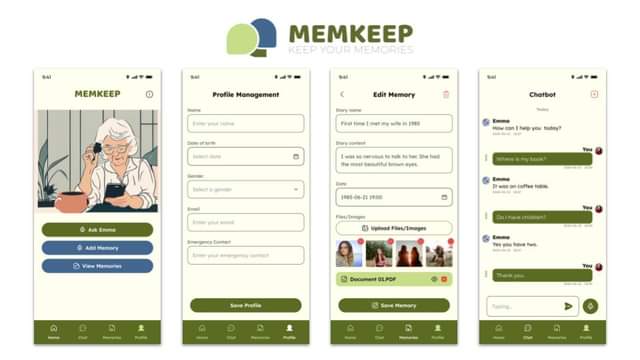 MEMKEEP
KEEP YOUR MEMORIES
9:41
MEMKEEP
Ask Emma
Add Memory
View Memories
Home
Chat
Memories
Profile
9:41
Profile Management
Name
Enter your name
Date of birth
Select date
Gender
Select a gender
Email
Enter your email
Emergency Contact
Enter your emergency contact
Save Profile
Home
Chat
Memories
Profile
9:41
Edit Memory
Diary name
First time I met my wife in 1980
Diary content
I was so nervous to talk to her. She had
the most beautiful brown eyes.
Date
1980-06-21 19:00
Files/Images
Upload Files/Images
Document 01.PDF
Save Memory
Home
Chat
Memories
Profile
9:41
Chatbot
Today
Emma
How can I help you today?
You
Where is my book?
Emma
It was on coffee table.
You
Do I have children?
Emma
Yes you have two.
You
Thank you.
Typing...
Home
Chat
Memories
Profile